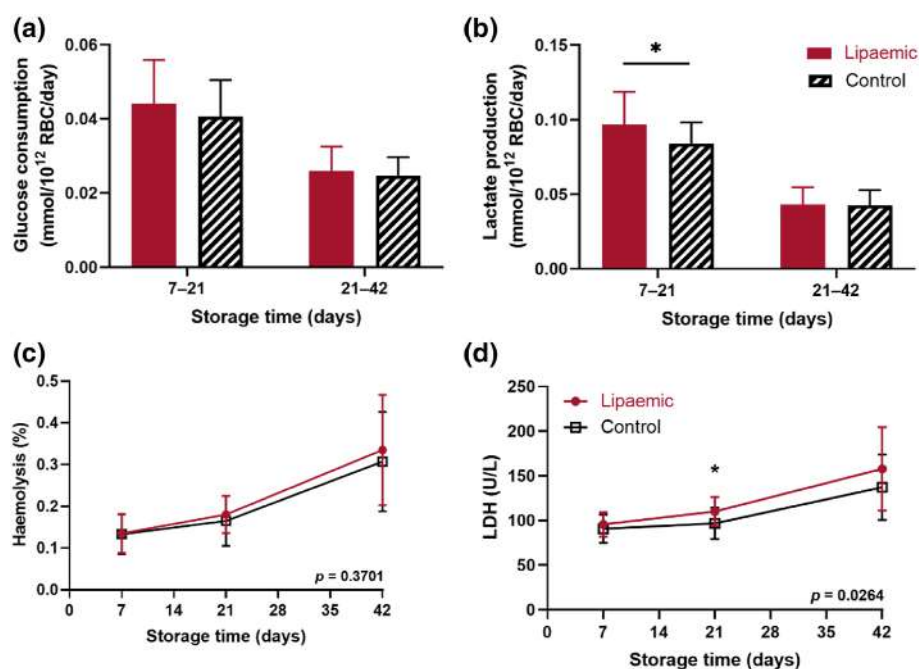 (a)
Glucose consumption
(mmol/10¹² RBC/day)
0.06
0.04
0.02
0.00
7–21
21–42
Storage time (days)
(b)
Lactate production
(mmol/10¹² RBC/day)
0.15
0.10
0.05
0.00
*
Lipaemic
Control
7–21
21–42
Storage time (days)
(c)
Haemolysis (%)
0.5
0.4
0.3
0.2
0.1
0.0
p = 0.3701
0 7 14 21 28 35 42
Storage time (days)
(d)
LDH (U/L)
250
200
150
100
50
0
Lipaemic
Control
*
p = 0.0264
0 7 14 21 28 35 42
Storage time (days)